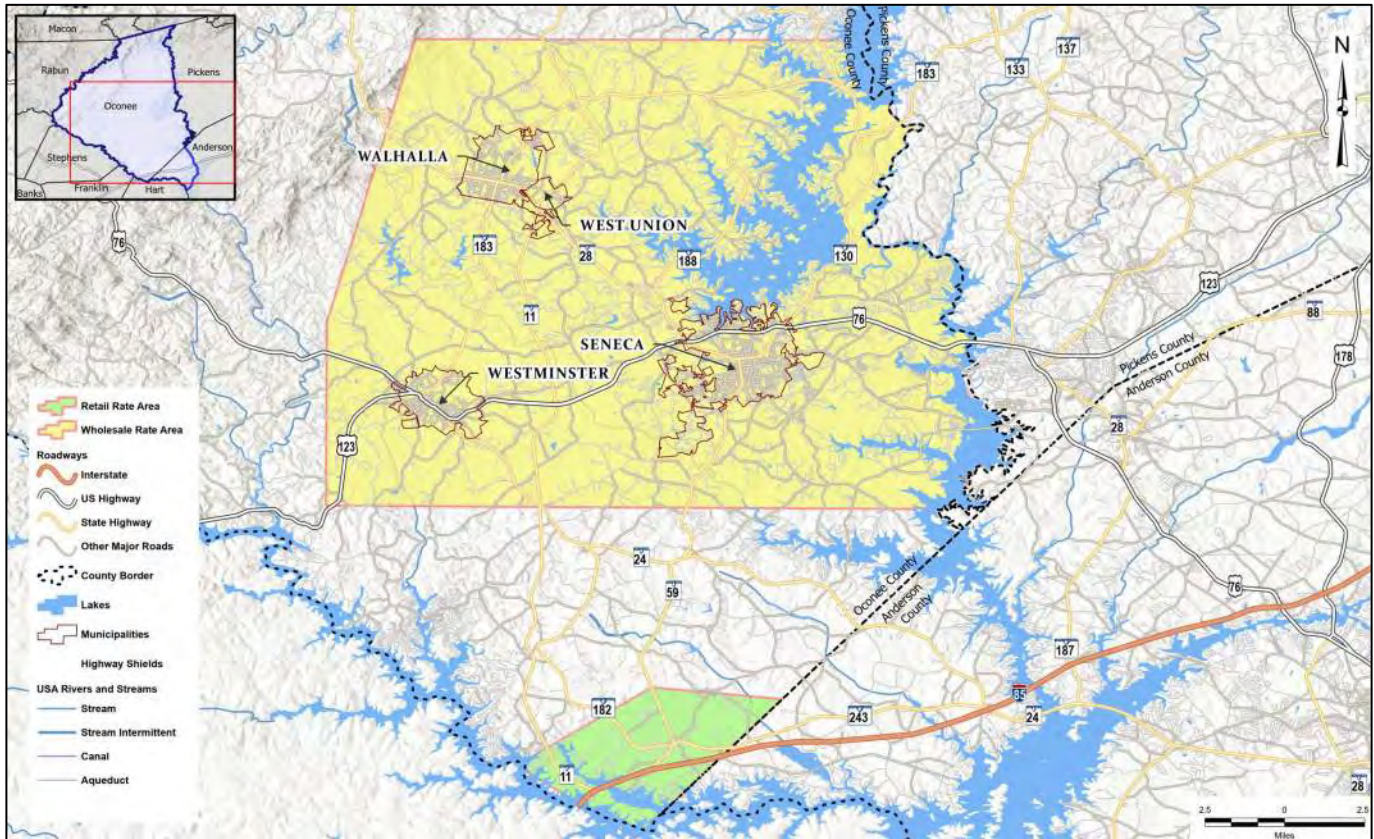 Macon
Rabun
Pickens
Oconee
Stephens
Anderson
Banks
Franklin
Hart
Oconee County
Pickens County
183
133
137
N
WALHALLA
WEST UNION
76
183
28
188
130
11
76
123
88
SENECA
WESTMINSTER
Pickens County
Anderson County
178
28
123
Retail Rate Area
Wholesale Rate Area
Roadways
Interstate
US Highway
State Highway
Other Major Roads
County Border
Lakes
Municipalities
Highway Shields
USA Rivers and Streams
Stream
Stream Intermittent
Canal
Aqueduct
24
59
Oconee County
Anderson County
76
187
85
182
243
24
11
28
2.5 0 2.5
Miles